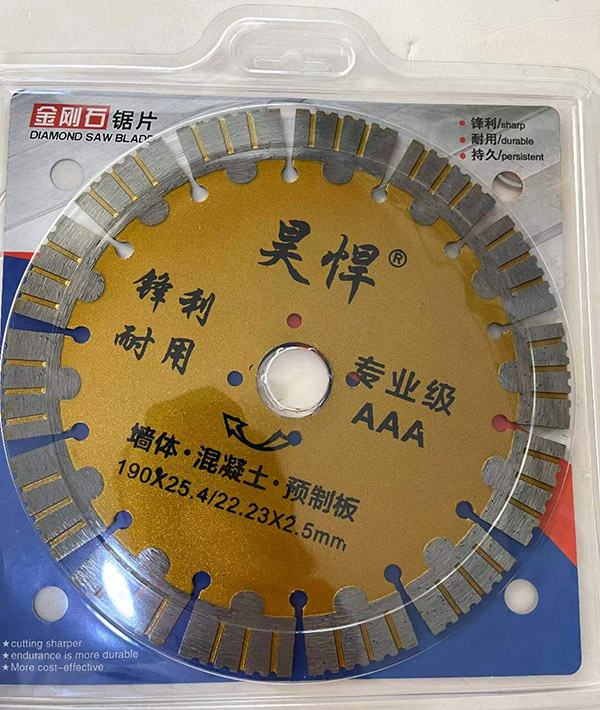 金刚石锯片
DIAMOND SAW BLADE
锋利/sharp
耐用/durable
持久/persistent
昊悍®
锋利
耐用
专业级
AAA
墙体·混凝土·预制板
190X25.4/22.23X2.5mm
★cutting sharper
★endurance is more durable
★More cost-effective